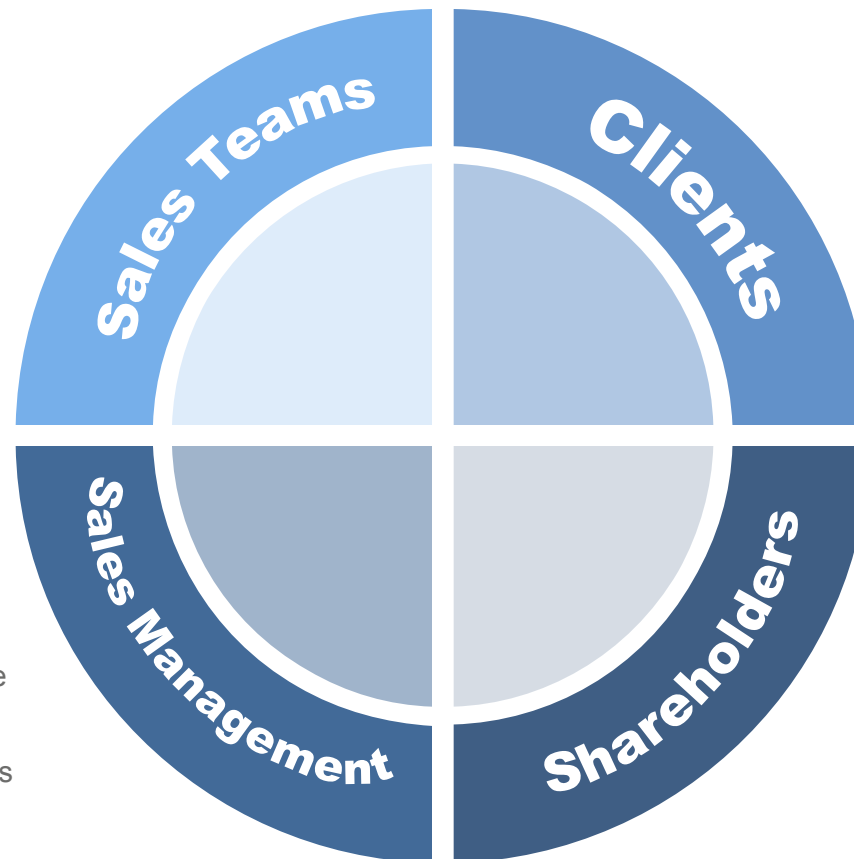 Sales Teams
Clients
Sales Management
Shareholders
e
s